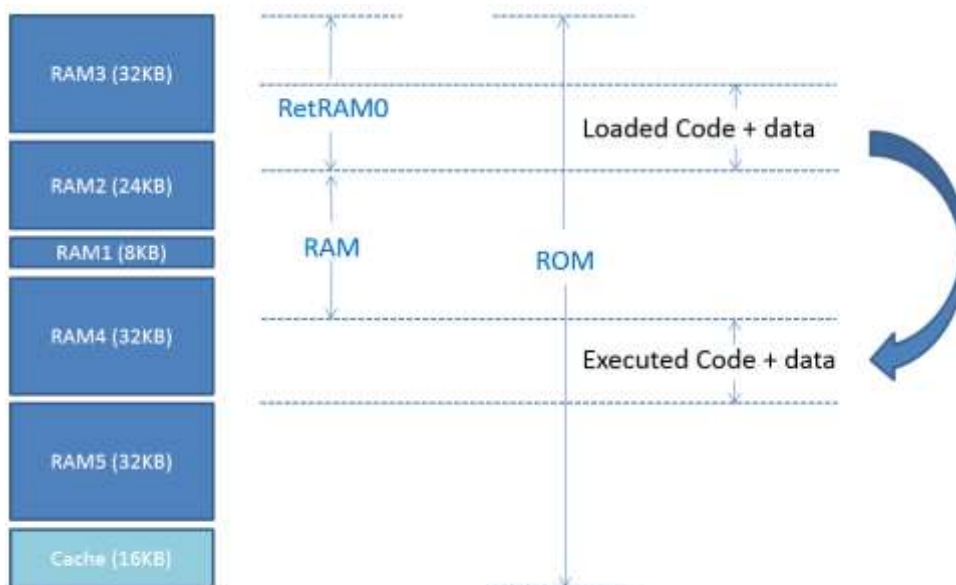 RAM3 (32KB)
RetRAM0
Loaded Code + data
RAM2 (24KB)
RAM1 (8KB)
RAM
ROM
RAM4 (32KB)
Executed Code + data
RAM5 (32KB)
Cache (16KB)